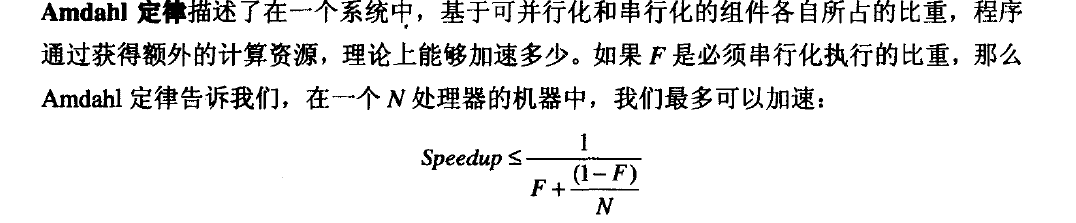 Amdahl 定律描述了在一个系统中，基于可并行化和串行化的组件各自所占的比重，程序
通过获得额外的计算资源，理论上能够加速多少。如果 F 是必须串行化执行的比重，那么
Amdahl 定律告诉我们，在一个 N 处理器的机器中，我们最多可以加速：
Speedup ≤ 1 / (F + (1−F) / N)